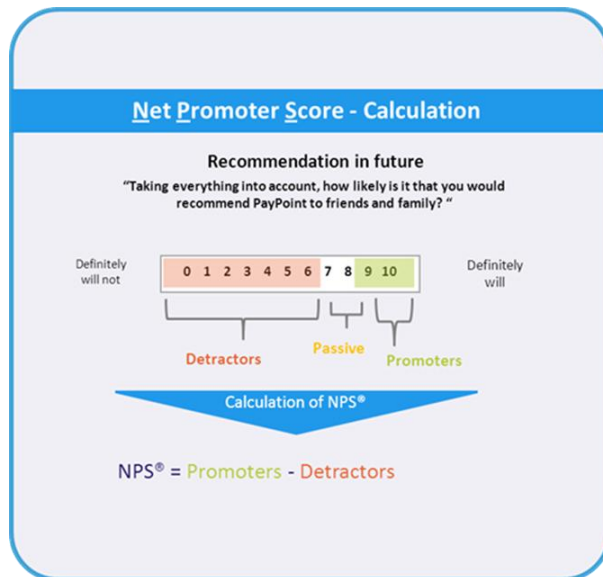 Net Promoter Score - Calculation
Recommendation in future
“Taking everything into account, how likely is it that you would
recommend PayPoint to friends and family? “
Definitely
will not
0 1 2 3 4 5 6 7 8 9 10
Definitely
will
Detractors
Passive
Promoters
Calculation of NPS®
NPS® = Promoters - Detractors